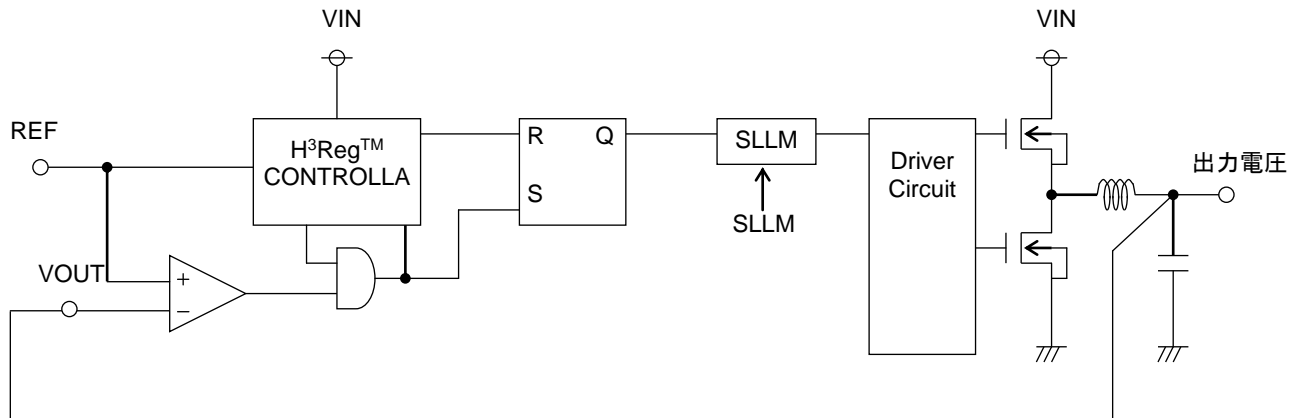 VIN
VIN
REF
H³Reg™
CONTROLLA
R
Q
S
SLLM
SLLM
Driver
Circuit
出力電圧
VOUT
+
−